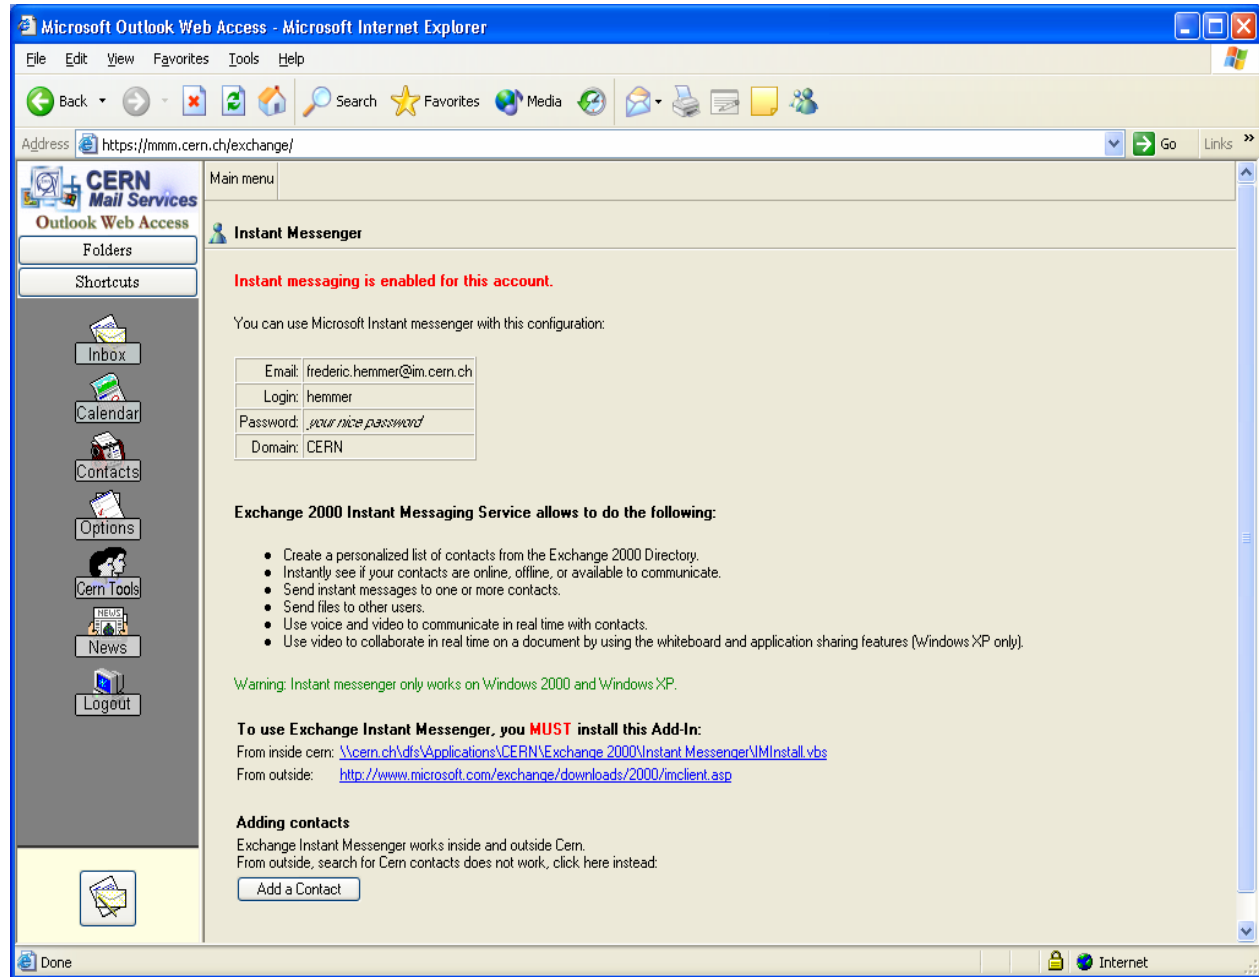 Microsoft Outlook Web Access - Microsoft Internet Explorer
File Edit View Favorites Tools Help
Back Search Favorites Media
Address https://mmm.cern.ch/exchange/ Go Links »
CERN
Mail Services
Outlook Web Access
Folders
Shortcuts
Inbox
Calendar
Contacts
Options
Cern Tools
NEWS
News
Logout
Main menu
Instant Messenger
Instant messaging is enabled for this account.
You can use Microsoft Instant messenger with this configuration:
Email: frederic.hemmer@im.cern.ch
Login: hemmer
Password: your nice password
Domain: CERN
Exchange 2000 Instant Messaging Service allows to do the following:
● Create a personalized list of contacts from the Exchange 2000 Directory.
● Instantly see if your contacts are online, offline, or available to communicate.
● Send instant messages to one or more contacts.
● Send files to other users.
● Use voice and video to communicate in real time with contacts.
● Use video to collaborate in real time on a document by using the whiteboard and application sharing features (Windows XP only).
Warning: Instant messenger only works on Windows 2000 and Windows XP.
To use Exchange Instant Messenger, you MUST install this Add-In:
From inside cern: \\cern.ch\dfs\Applications\CERN\Exchange 2000\Instant Messenger\IMInstall.vbs
From outside: http://www.microsoft.com/exchange/downloads/2000/imclient.asp
Adding contacts
Exchange Instant Messenger works inside and outside Cern.
From outside, search for Cern contacts does not work, click here instead:
Add a Contact
Done Internet